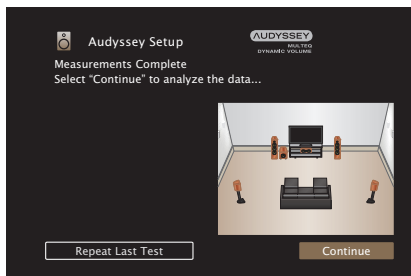 Audyssey Setup
AUDYSSEY
MULTEQ
DYNAMIC VOLUME
Measurements Complete
Select “Continue” to analyze the data...
Repeat Last Test
Continue